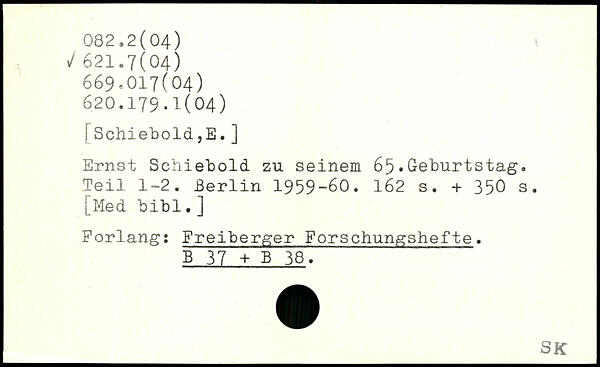 082.2(04)
√ 621.7(04)
669.017(04)
620.179.1(04)
[Schiebold,E.]
Ernst Schiebold zu seinem 65.Geburtstag.
Teil 1-2. Berlin 1959-60. 162 s. + 350 s.
[Med bibl.]
Forlang: Freiberger Forschungshefte.
B 37 + B 38.
SK